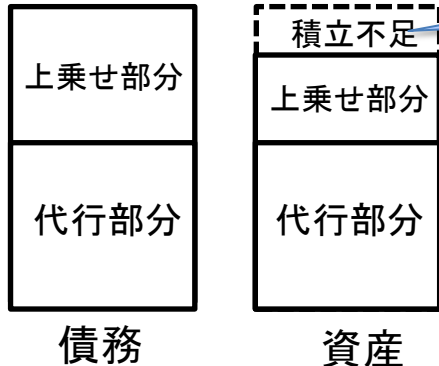 上乗せ部分
代行部分
債務
積立不足
上乗せ部分
代行部分
資産